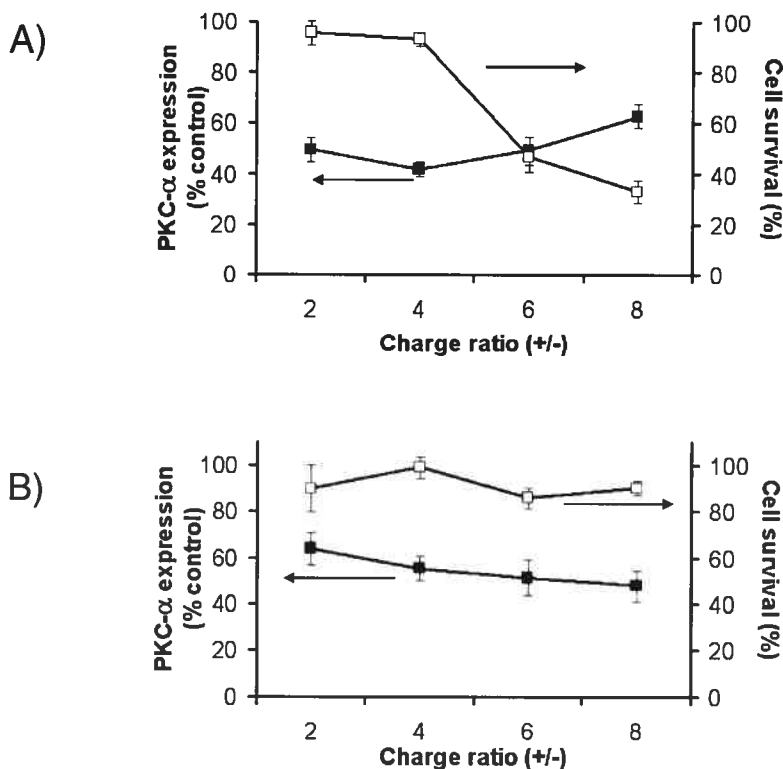 A)
PKC-α expression
(% control)
100
80
60
40
20
0
100
80
60
40
20
0
Cell survival (%)
2 4 6 8
Charge ratio (+/-)
B)
PKC-α expression
(% control)
100
80
60
40
20
0
100
80
60
40
20
0
Cell survival (%)
2 4 6 8
Charge ratio (+/-)